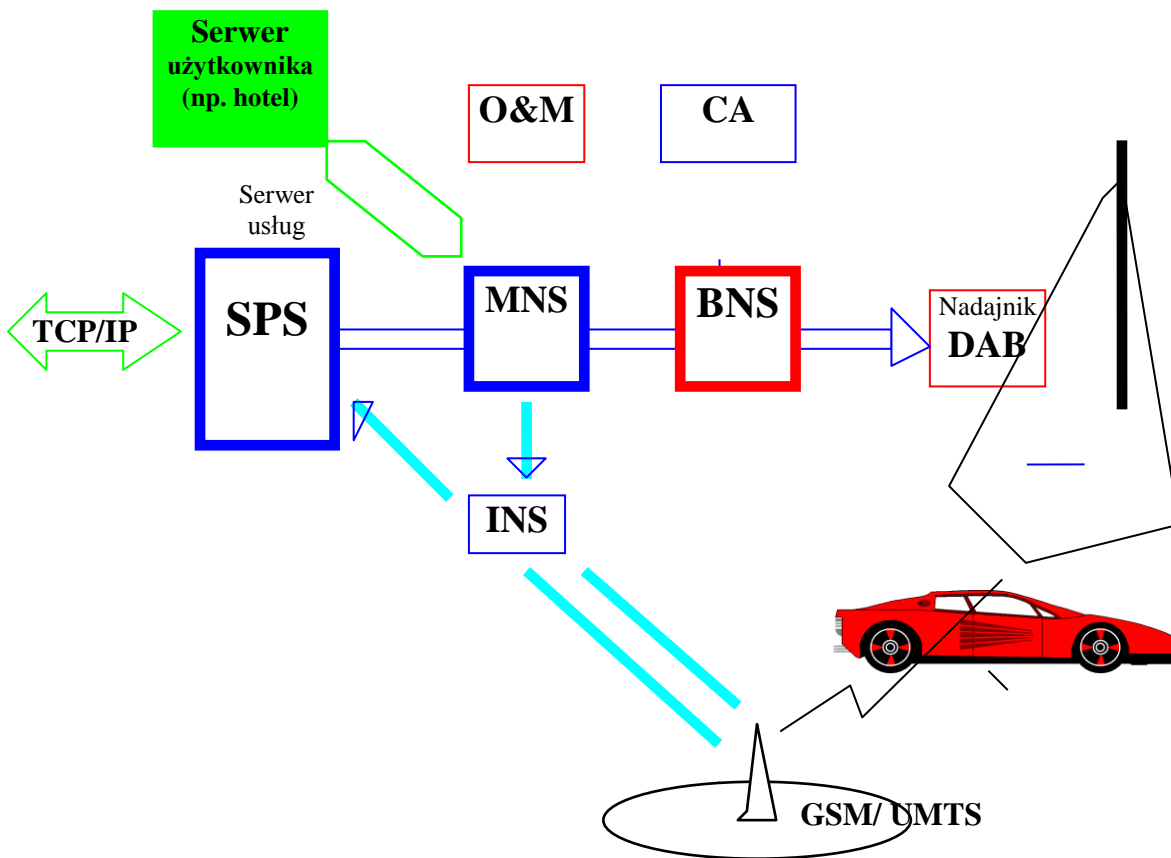 Serwer
użytkownika
(np. hotel)
O&M
CA
Serwer
usług
TCP/IP
SPS
MNS
BNS
Nadajnik
DAB
INS
GSM/ UMTS